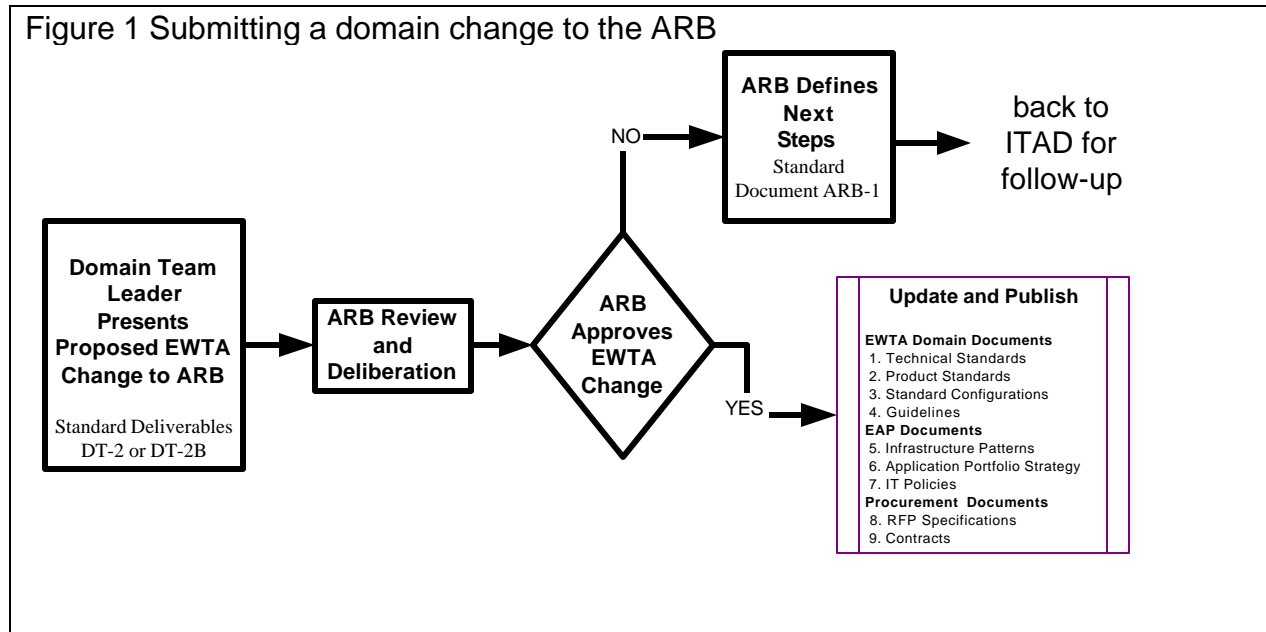 Figure 1 Submitting a domain change to the ARB
Domain Team
Leader
Presents
Proposed EWTA
Change to ARB
Standard Deliverables
DT-2 or DT-2B
ARB Review
and
Deliberation
ARB
Approves
EWTA
Change
NO
ARB Defines
Next
Steps
Standard
Document ARB-1
back to
ITAD for
follow-up
YES
Update and Publish
EWTA Domain Documents
1. Technical Standards
2. Product Standards
3. Standard Configurations
4. Guidelines
EAP Documents
5. Infrastructure Patterns
6. Application Portfolio Strategy
7. IT Policies
Procurement Documents
8. RFP Specifications
9. Contracts